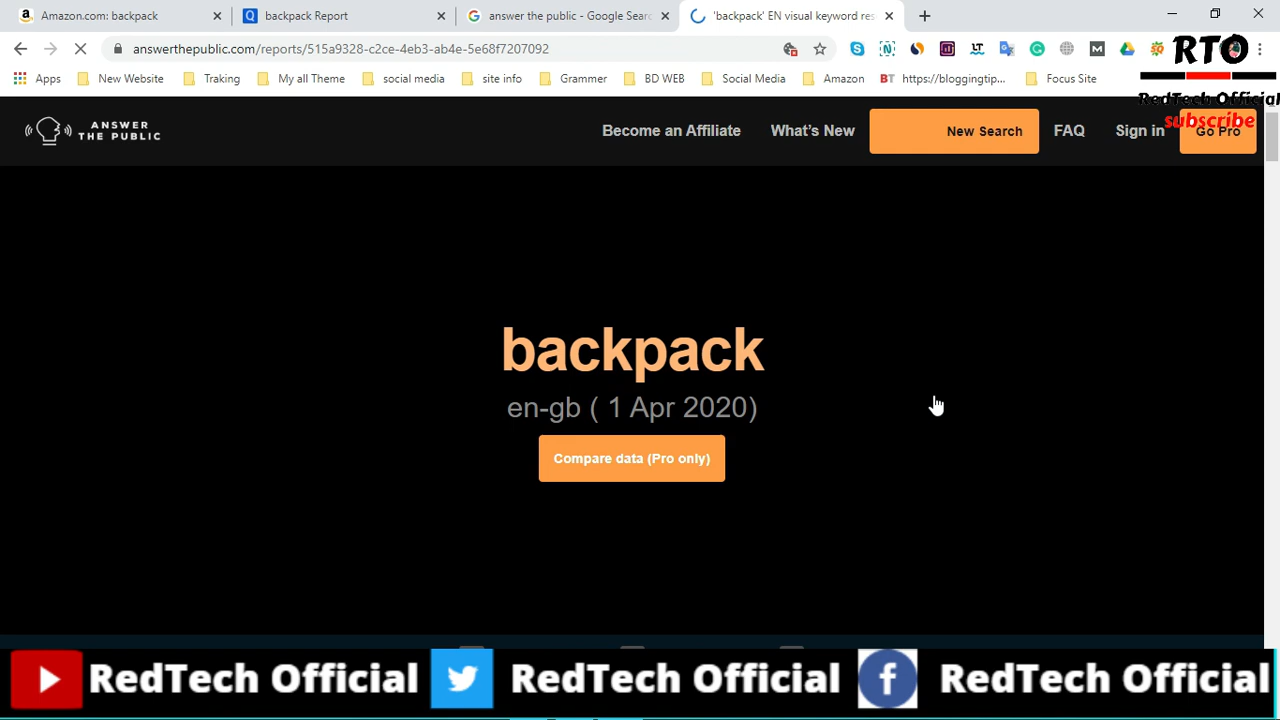 Amazon.com: backpack
backpack Report
answer the public - Google Sear
'backpack' EN visual keyword res
answerthepublic.com/reports/515a9328-c2ce-4eb3-ab4e-5e68f7207092
Apps
New Website
Traking
My all Theme
social media
site info
Grammer
BD WEB
Social Media
Amazon
BT https://bloggingtip...
site
Focus Site
RTO
RedTech Official
subscribe
ANSWER
THE PUBLIC
Become an Affiliate
What's New
New Search
FAQ
Sign in
Go Pro
backpack
en-gb ( 1 Apr 2020)
Compare data (Pro only)
RedTech Official
RedTech Official
RedTech Official